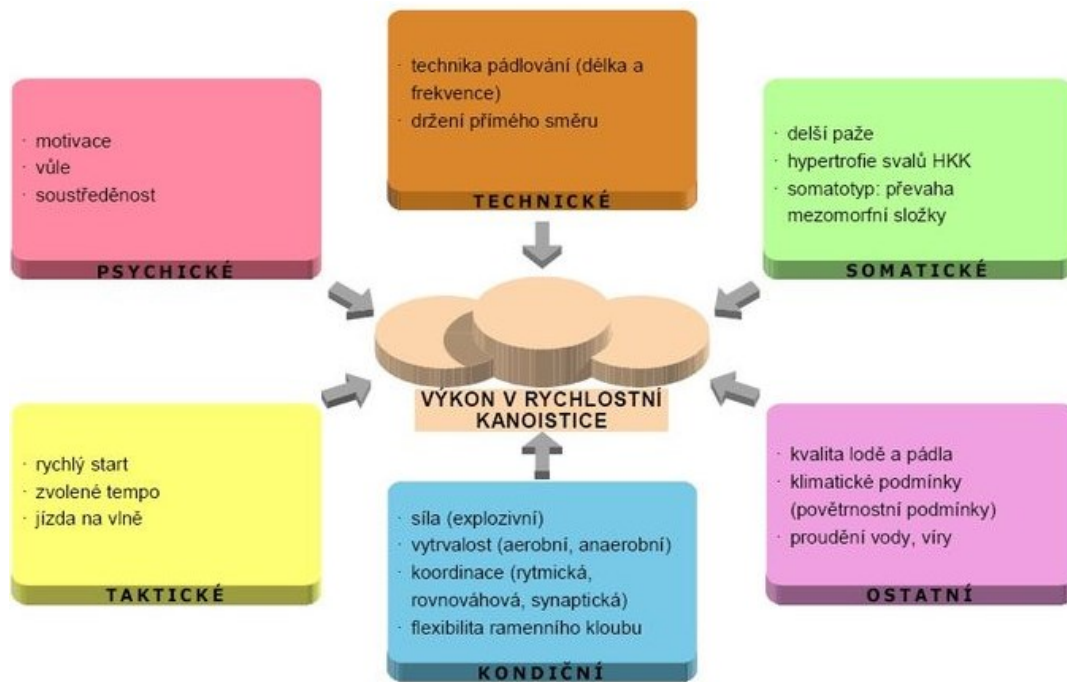 · technika pádlování (délka a
frekvence)
· držení přímého směru
TECHNICKÉ
· motivace
· vůle
· soustředěnost
PSYCHICKÉ
· delší paže
· hypertrofie svalů HKK
· somatotyp: převaha
mezomorfní složky
SOMATICKÉ
VÝKON V RYCHLOSTNÍ
KANOISTICE
· rychlý start
· zvolené tempo
· jízda na vlně
TAKTICKÉ
· síla (explozivní)
· vytrvalost (aerobní, anaerobní)
· koordinace (rytmická,
rovnováhová, synaptická)
· flexibilita ramenního kloubu
KONDIČNÍ
· kvalita lodě a pádla
· klimatické podmínky
(povětrnostní podmínky)
· proudění vody, víry
OSTATNÍ